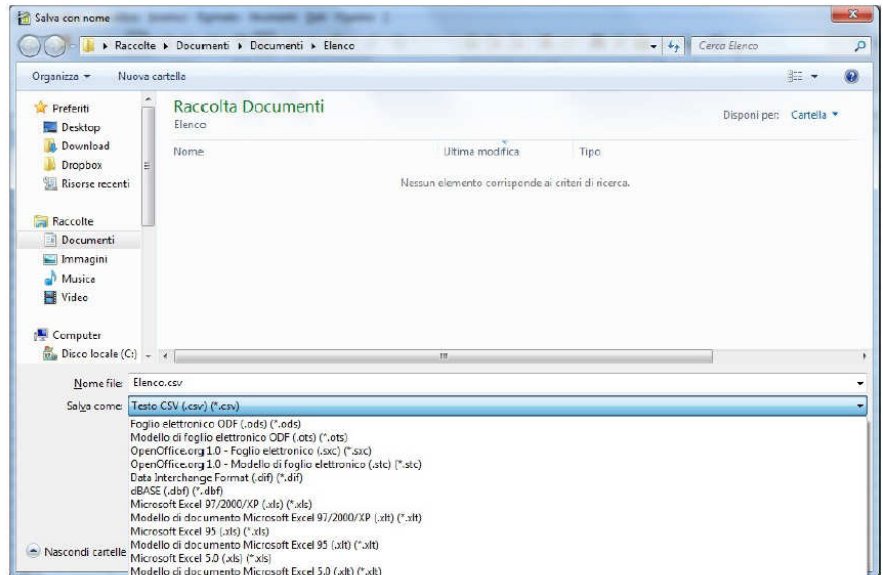 Salva con nome
Raccolte ▸ Documenti ▸ Documenti ▸ Elenco
Cerca Elenco
Organizza
Nuova cartella
Preferiti
Desktop
Download
Dropbox
Risorse recenti
Raccolte
Documenti
Immagini
Musica
Video
Computer
Disco locale (C:)
Raccolta Documenti
Elenco
Disponi per: Cartella
Nome Ultima modifica Tipo
Nessun elemento corrisponde ai criteri di ricerca.
Nome file: Elenco.csv
Salva come: Testo CSV (.csv) (*.csv)
Foglio elettronico ODF (.ods) (*.ods)
Modello di foglio elettronico ODF (.ots) (*.ots)
OpenOffice.org 1.0 - Foglio elettronico (.sxc) (*.sxc)
OpenOffice.org 1.0 - Modello di foglio elettronico (.stc) (*.stc)
Data Interchange Format (.dif) (*.dif)
dBASE (.dbf) (*.dbf)
Microsoft Excel 97/2000/XP (.xls) (*.xls)
Modello di documento Microsoft Excel 97/2000/XP (.xlt) (*.xlt)
Microsoft Excel 95 (.xls) (*.xls)
Modello di documento Microsoft Excel 95 (.xlt) (*.xlt)
Microsoft Excel 5.0 (.xls) (*.xls)
Modello di documento Microsoft Excel 5.0 (.xlt) (*.xlt)
Nascondi cartelle